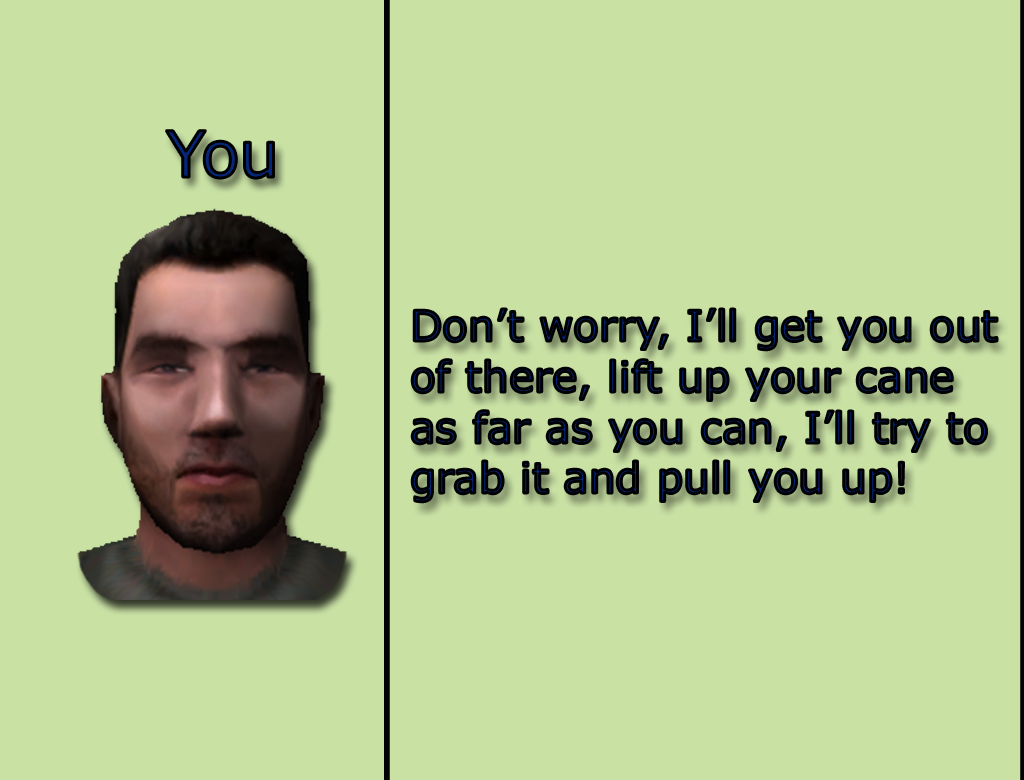 You
Don’t worry, I’ll get you out
of there, lift up your cane
as far as you can, I’ll try to
grab it and pull you up!